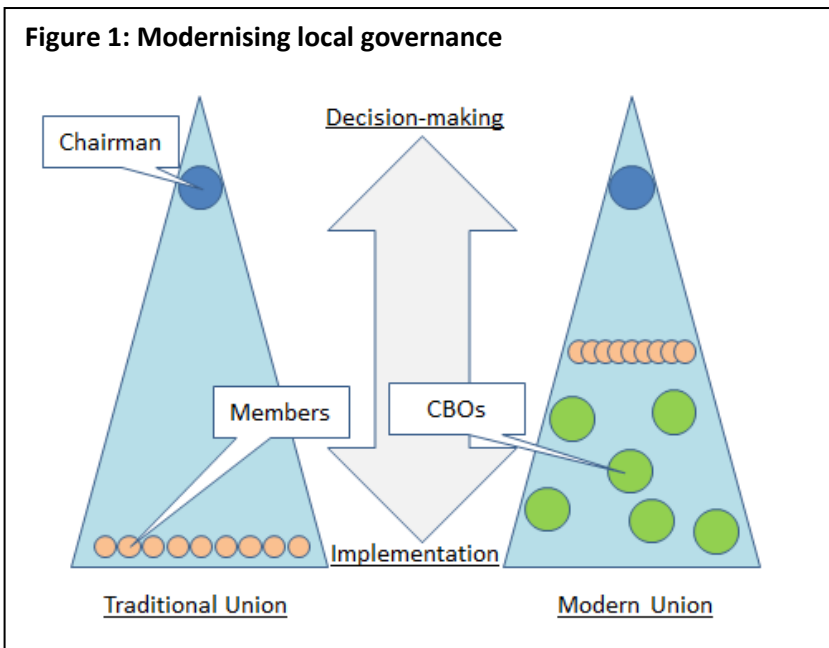 Figure 1: Modernising local governance
Decision-making
Chairman
Members
CBOs
Implementation
Traditional Union
Modern Union